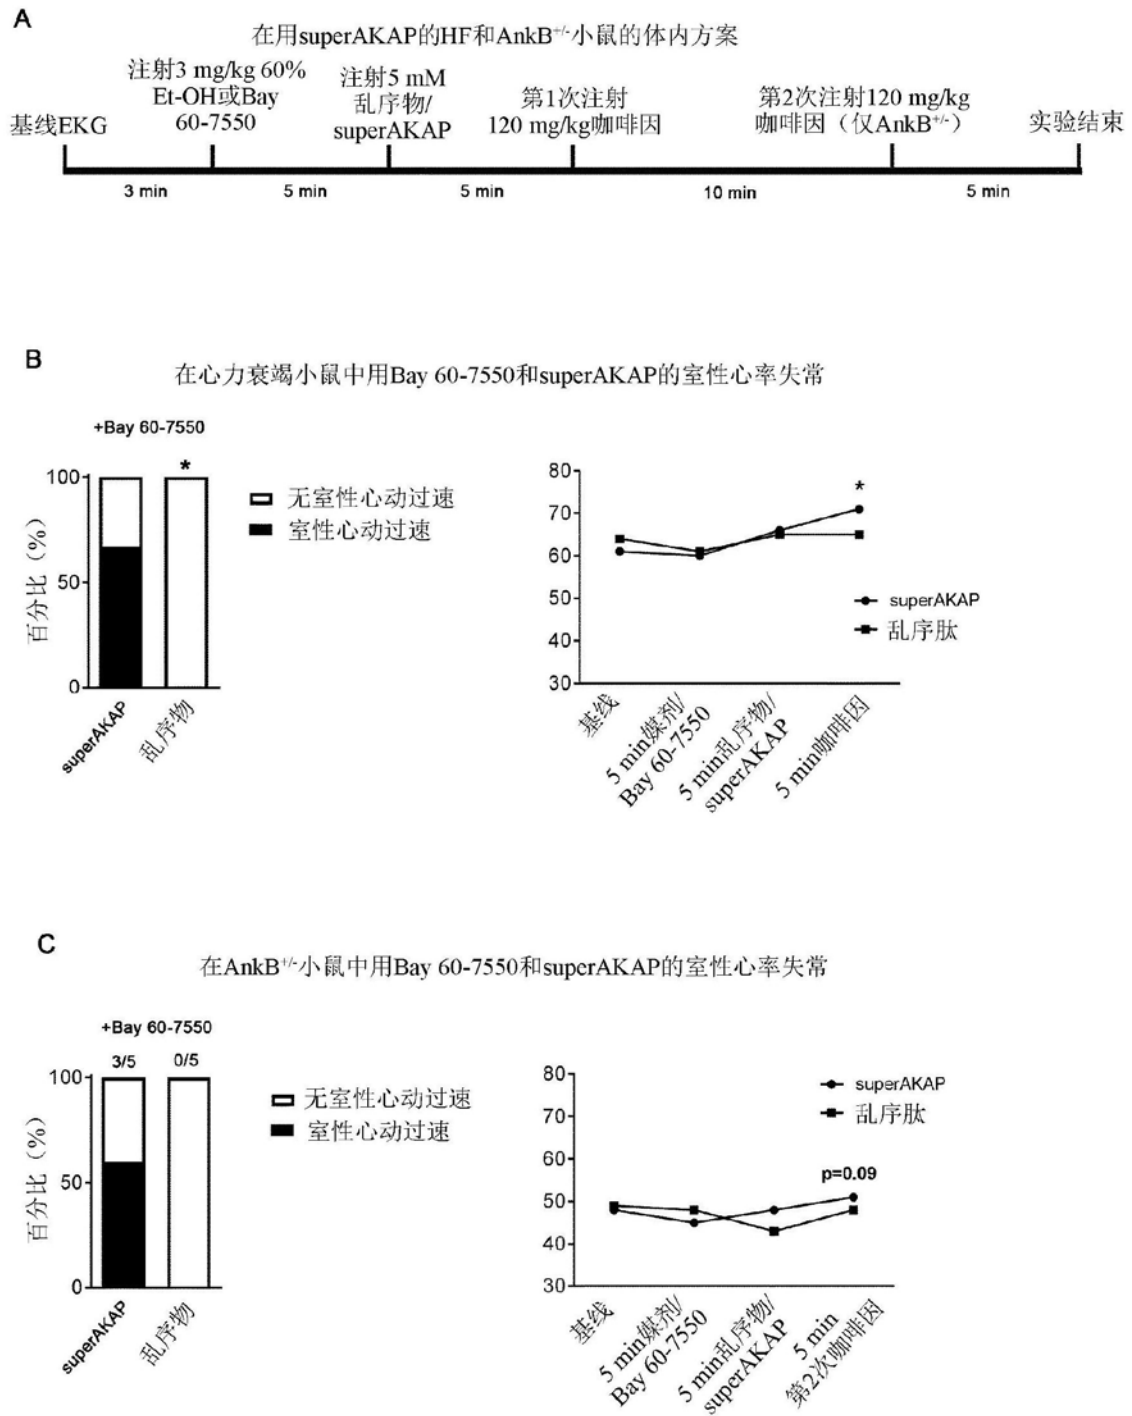 A
在用superAKAP的HF和AnkB+/-小鼠的体内方案
注射3 mg/kg 60%
Et-OH或Bay
60-7550
注射5 mM
乱序物/
superAKAP
第1次注射
120 mg/kg咖啡因
第2次注射120 mg/kg
咖啡因（仅AnkB+/-）
基线EKG
实验结束
3 min
5 min
5 min
10 min
5 min
B
在心力衰竭小鼠中用Bay 60-7550和superAKAP的室性心率失常
+Bay 60-7550
*
100
50
0
百分比（%）
superAKAP
乱序物
无室性心动过速
室性心动过速
80
70
60
50
40
30
*
superAKAP
乱序肽
基线
5 min媒剂/
Bay 60-7550
5 min乱序物/
superAKAP
5 min咖啡因
C
在AnkB+/-小鼠中用Bay 60-7550和superAKAP的室性心率失常
+Bay 60-7550
3/5
0/5
100
50
0
百分比（%）
superAKAP
乱序物
无室性心动过速
室性心动过速
80
70
60
50
40
30
superAKAP
乱序肽
p=0.09
基线
5 min媒剂/
Bay 60-7550
5 min乱序物/
superAKAP
5 min
第2次咖啡因